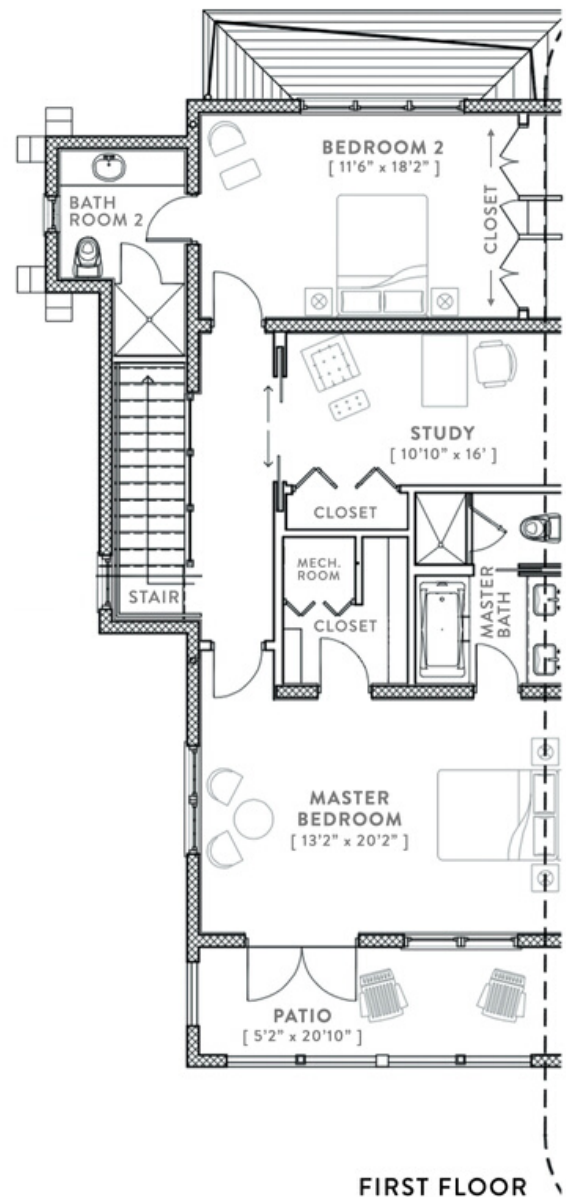 BEDROOM 2
[ 11'6" x 18'2" ]
CLOSET
BATH
ROOM 2
STUDY
[ 10'10" x 16' ]
CLOSET
MECH.
ROOM
CLOSET
MASTER
BATH
STAIR
MASTER
BEDROOM
[ 13'2" x 20'2" ]
PATIO
[ 5'2" x 20'10" ]
FIRST FLOOR